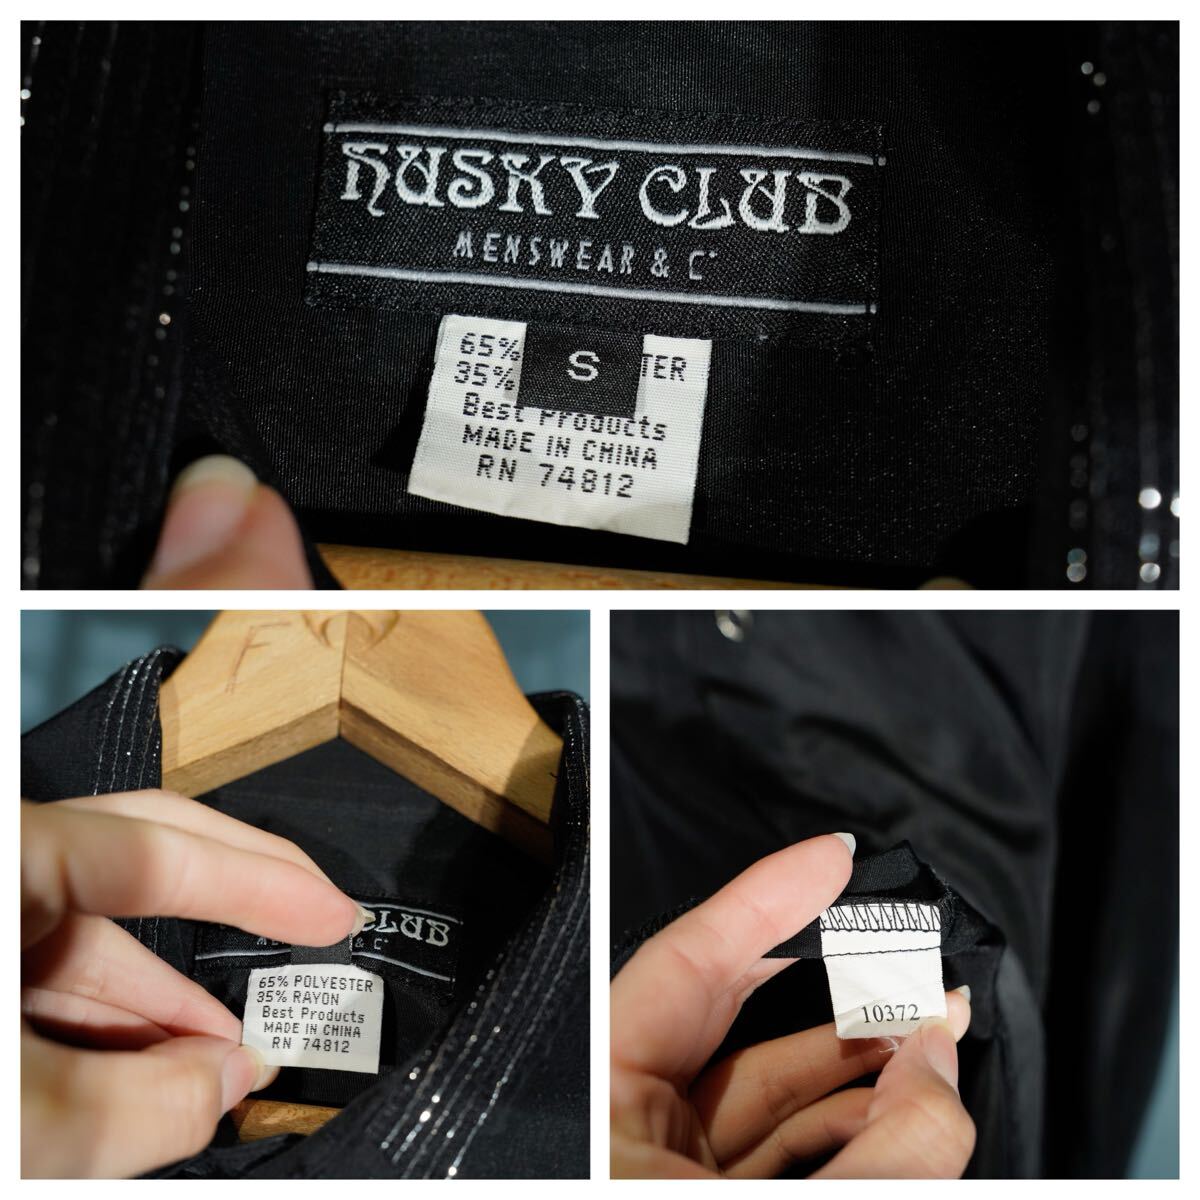 HUSKY CLUB
MENSWEAR & C°
S
65% TER
35%
Best Products
MADE IN CHINA
RN 74812
F
CLUB
& C°
65% POLYESTER
35% RAYON
Best Products
MADE IN CHINA
RN 74812
10372